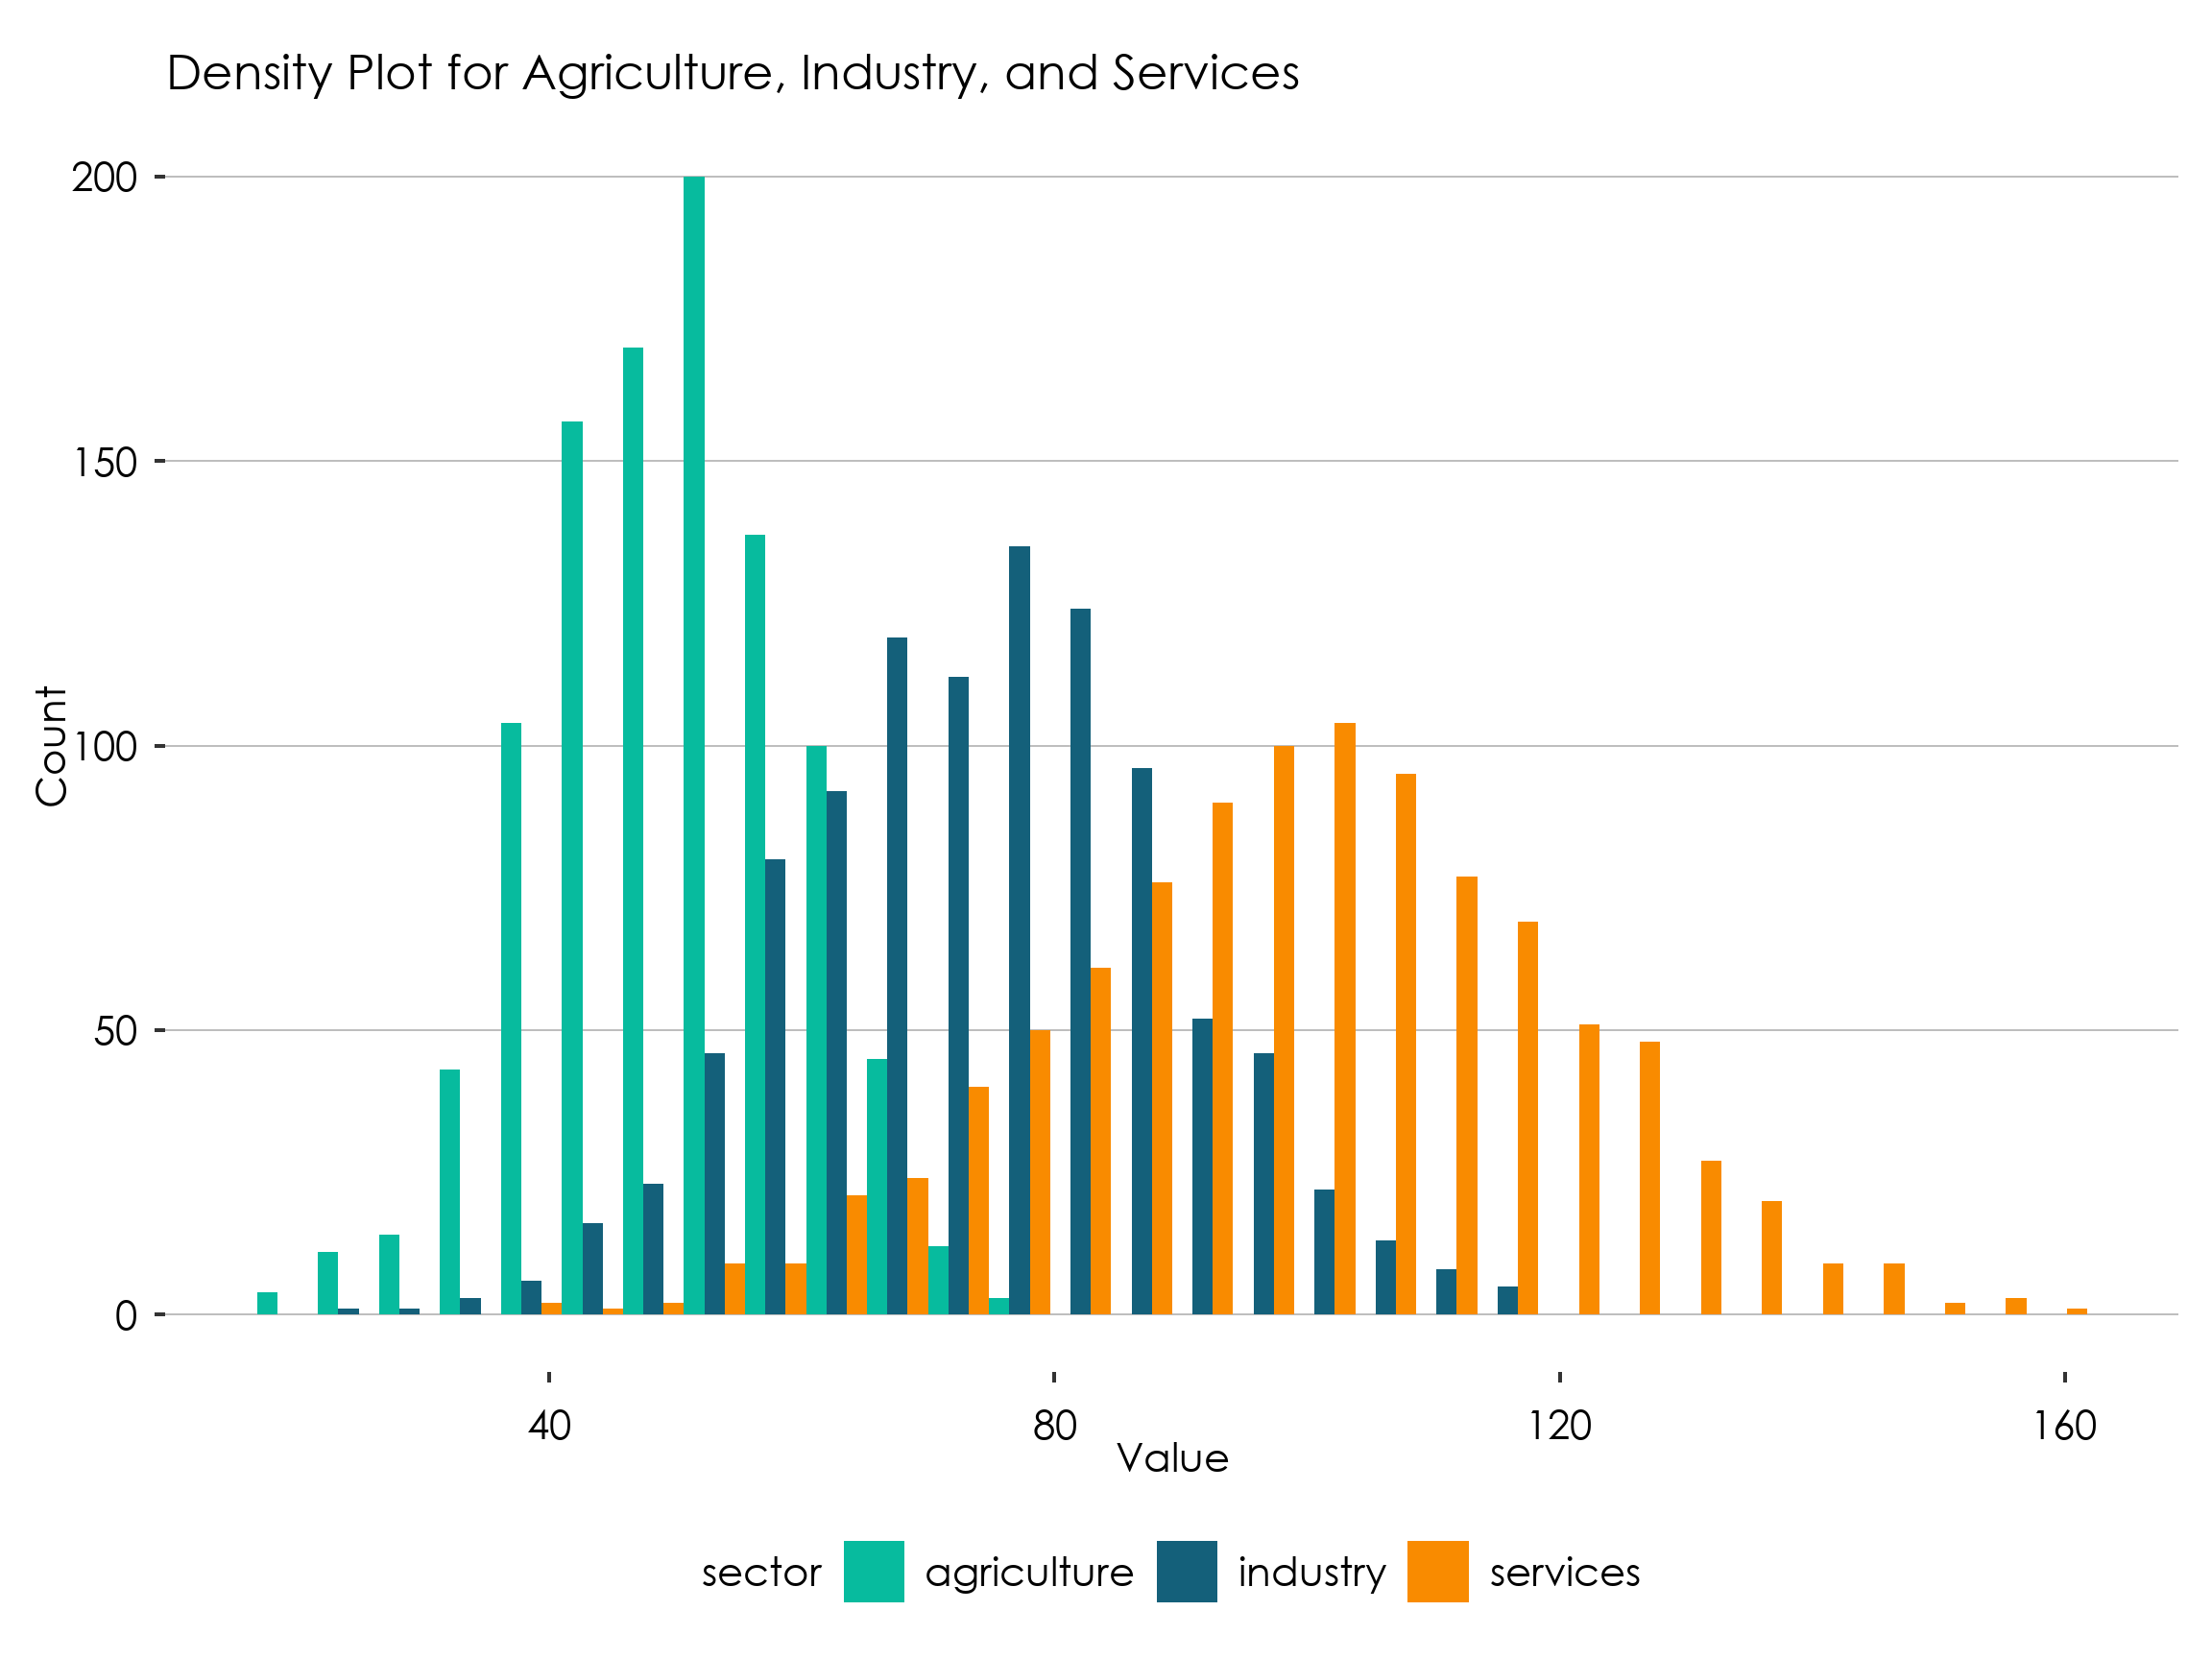 Density Plot for Agriculture, Industry, and Services
200
150
100
50
0
Count
40
80
120
160
Value
sector agriculture industry services